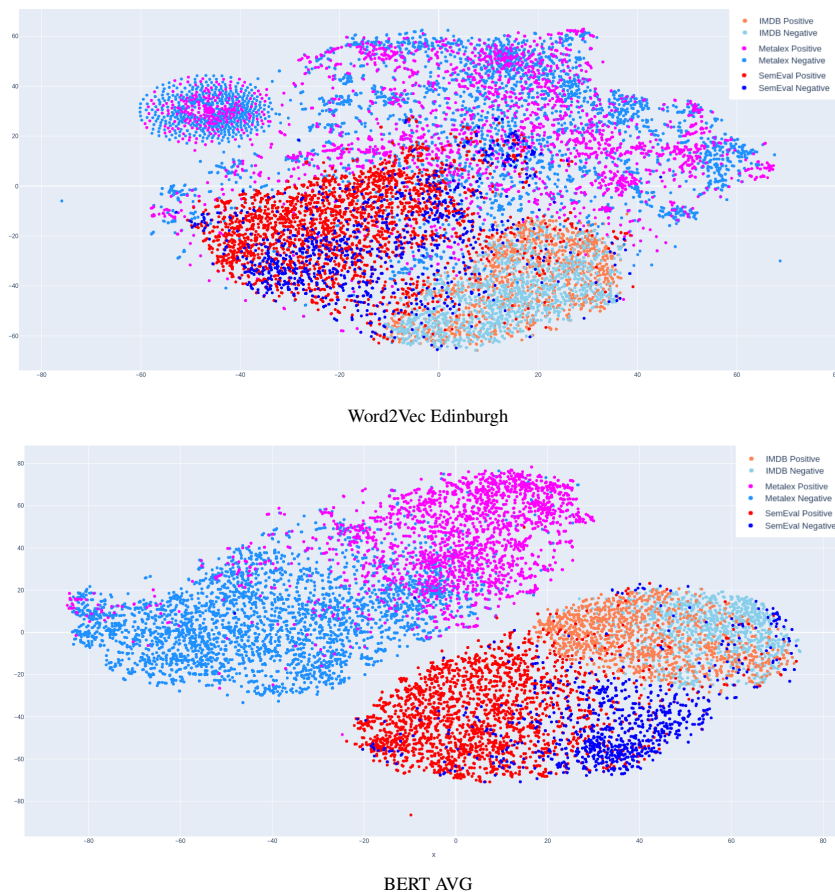 IMDB Positive
IMDB Negative
Metalex Positive
Metalex Negative
SemEval Positive
SemEval Negative
60
40
20
0
−20
−40
−60
−80 −60 −40 −20 0 20 40 60 80
Word2Vec Edinburgh
IMDB Positive
IMDB Negative
Metalex Positive
Metalex Negative
SemEval Positive
SemEval Negative
80
60
40
20
0
−20
−40
−60
−80
−80 −60 −40 −20 0 20 40 60 80
x
BERT AVG